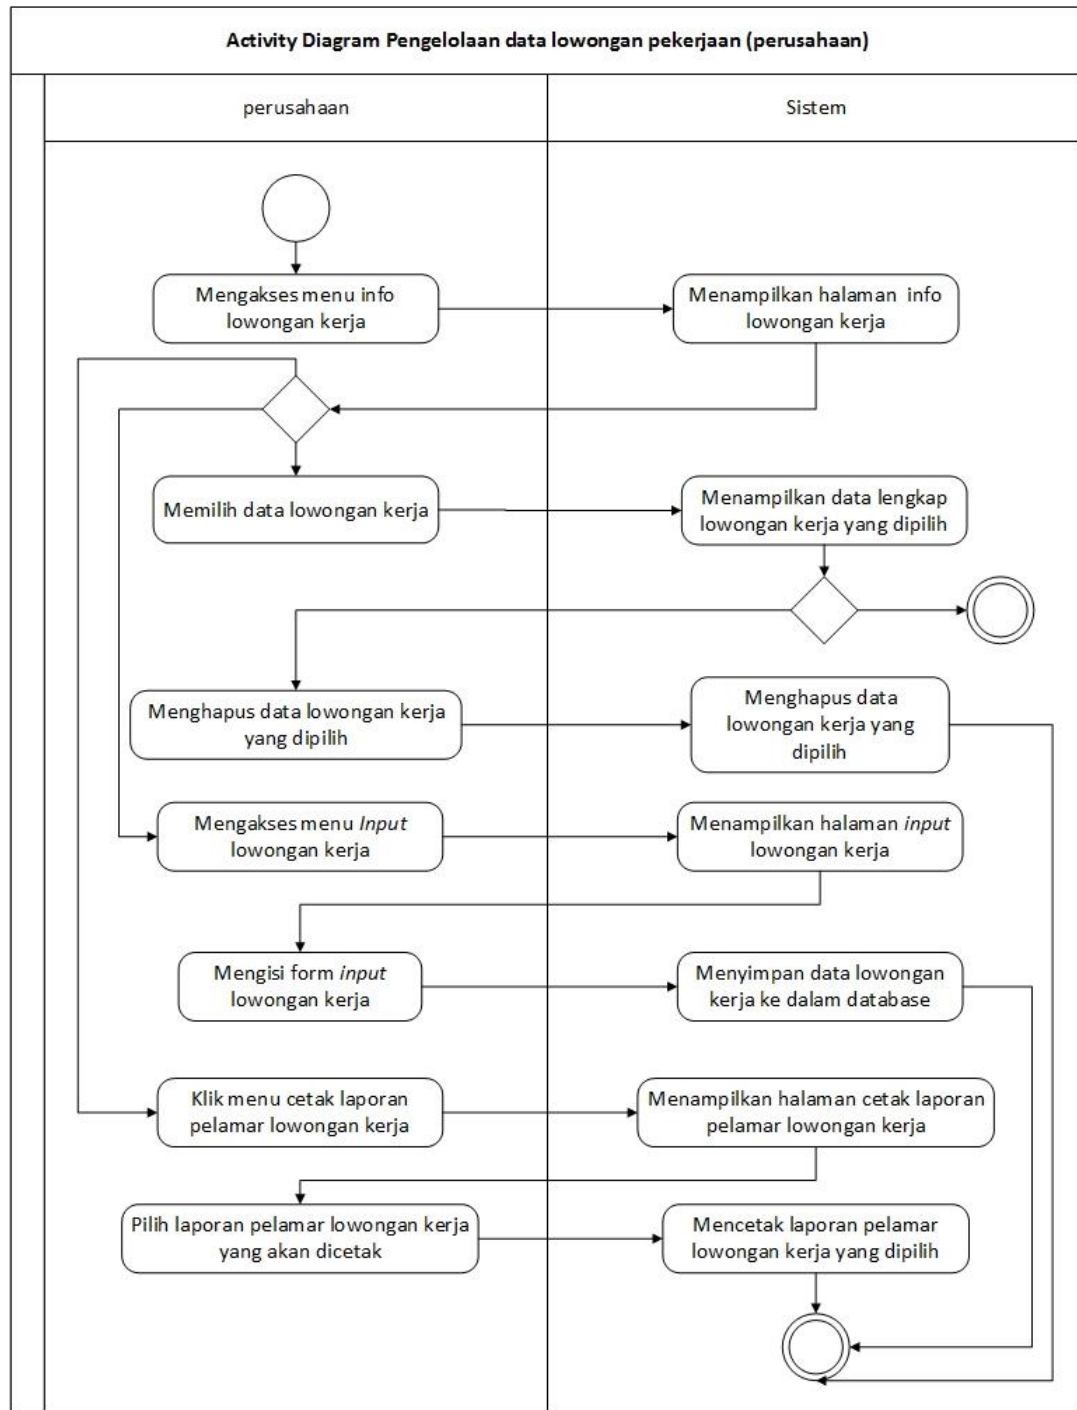 Activity Diagram Pengelolaan data lowongan pekerjaan (perusahaan)
perusahaan
Sistem
Mengakses menu info
lowongan kerja
Menampilkan halaman info
lowongan kerja
Memilih data lowongan kerja
Menampilkan data lengkap
lowongan kerja yang dipilih
Menghapus data lowongan kerja
yang dipilih
Menghapus data
lowongan kerja yang
dipilih
Mengakses menu Input
lowongan kerja
Menampilkan halaman input
lowongan kerja
Mengisi form input
lowongan kerja
Menyimpan data lowongan
kerja ke dalam database
Klik menu cetak laporan
pelamar lowongan kerja
Menampilkan halaman cetak laporan
pelamar lowongan kerja
Pilih laporan pelamar lowongan kerja
yang akan dicetak
Mencetak laporan pelamar
lowongan kerja yang dipilih